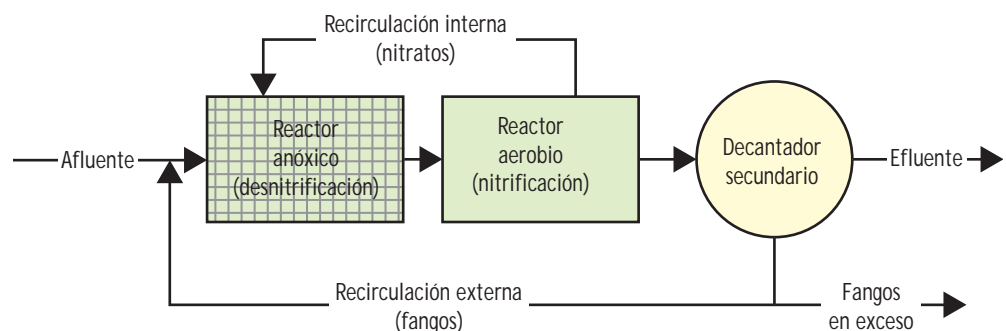 Recirculación interna
(nitratos)
Afluente
Reactor
anóxico
(desnitrificación)
Reactor
aerobio
(nitrificación)
Decantador
secundario
Efluente
Recirculación externa
(fangos)
Fangos
en exceso